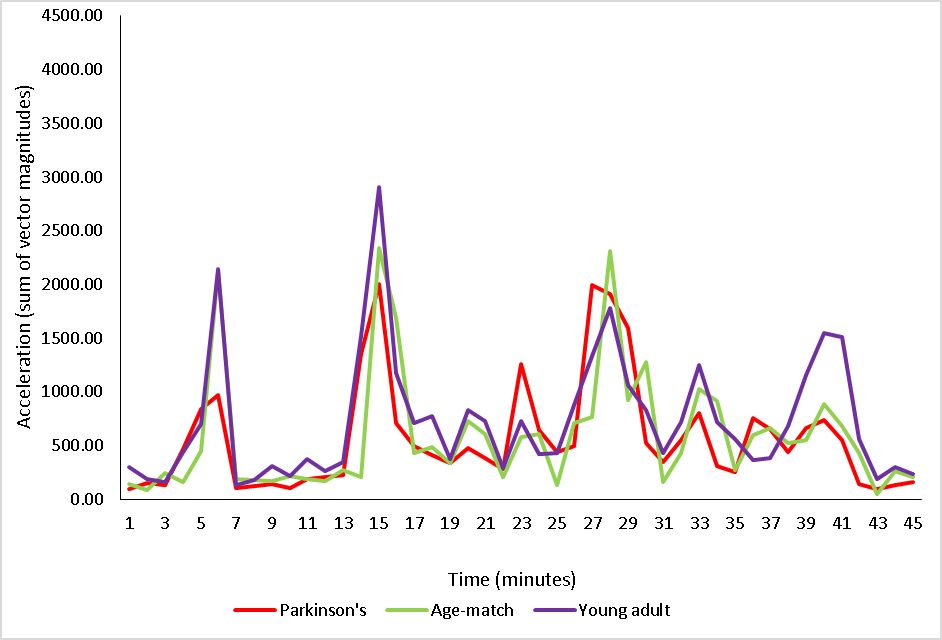 4500.00
4000.00
3500.00
3000.00
2500.00
2000.00
1500.00
1000.00
500.00
0.00
Acceleration (sum of vector magnitudes)
1 3 5 7 9 11 13 15 17 19 21 23 25 27 29 31 33 35 37 39 41 43 45
Time (minutes)
Parkinson's Age-match Young adult